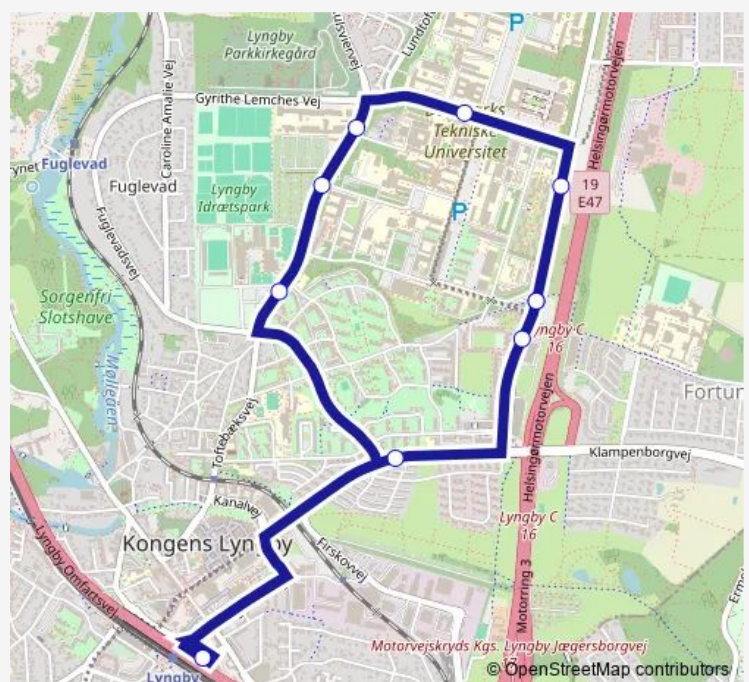 P
Lyngby
Parkkirkegård
Lundtof
Helsingørmotorvejen
Caroline Amalie Vej
Gyrithe Lemches Vej
Tekniske
Universitet
Fuglevad
Fuglevad
19
E47
Lyngby
Idrætspark
P
Fuglevadsvej
Sorgenfri
Slotshave
Mølleåen
Lyngby C
16
Fortun
Helsingørmotorvejen
Toftebæksvej
Klampenborgvej
Kanalvej
Lyngby C
16
Kongens Lyngby
Firskovvej
Lyngby Omfartsvej
Motorring 3
Motorvejskryds Kgs. Lyngby Jægersborgvej
Lyngby
17
© OpenStreetMap contributors